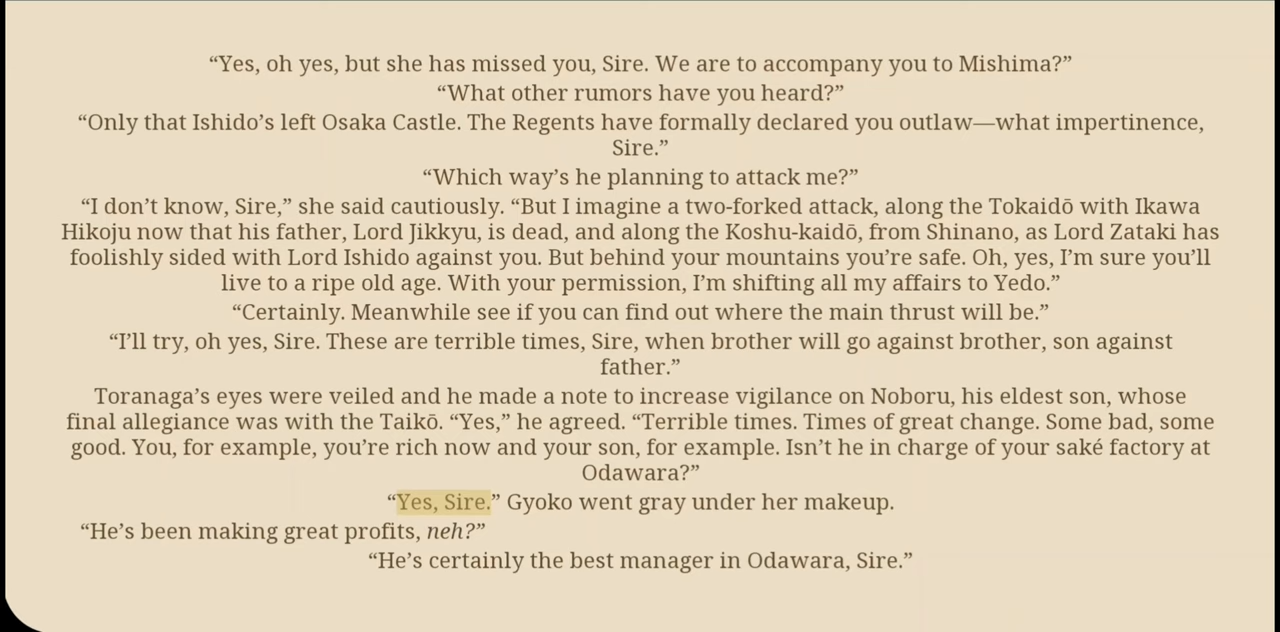 “Yes, oh yes, but she has missed you, Sire. We are to accompany you to Mishima?”
“What other rumors have you heard?”
“Only that Ishido’s left Osaka Castle. The Regents have formally declared you outlaw—what impertinence,
Sire.”
“Which way’s he planning to attack me?”
“I don’t know, Sire,” she said cautiously. “But I imagine a two-forked attack, along the Tokaidō with Ikawa
Hikoju now that his father, Lord Jikkyu, is dead, and along the Koshu-kaidō, from Shinano, as Lord Zataki has
foolishly sided with Lord Ishido against you. But behind your mountains you’re safe. Oh, yes, I’m sure you’ll
live to a ripe old age. With your permission, I’m shifting all my affairs to Yedo.”
“Certainly. Meanwhile see if you can find out where the main thrust will be.”
“I’ll try, oh yes, Sire. These are terrible times, Sire, when brother will go against brother, son against
father.”
Toranaga’s eyes were veiled and he made a note to increase vigilance on Noboru, his eldest son, whose
final allegiance was with the Taikō. “Yes,” he agreed. “Terrible times. Times of great change. Some bad, some
good. You, for example, you’re rich now and your son, for example. Isn’t he in charge of your saké factory at
Odawara?”
“Yes, Sire.” Gyoko went gray under her makeup.
“He’s been making great profits, neh?”
“He’s certainly the best manager in Odawara, Sire.”